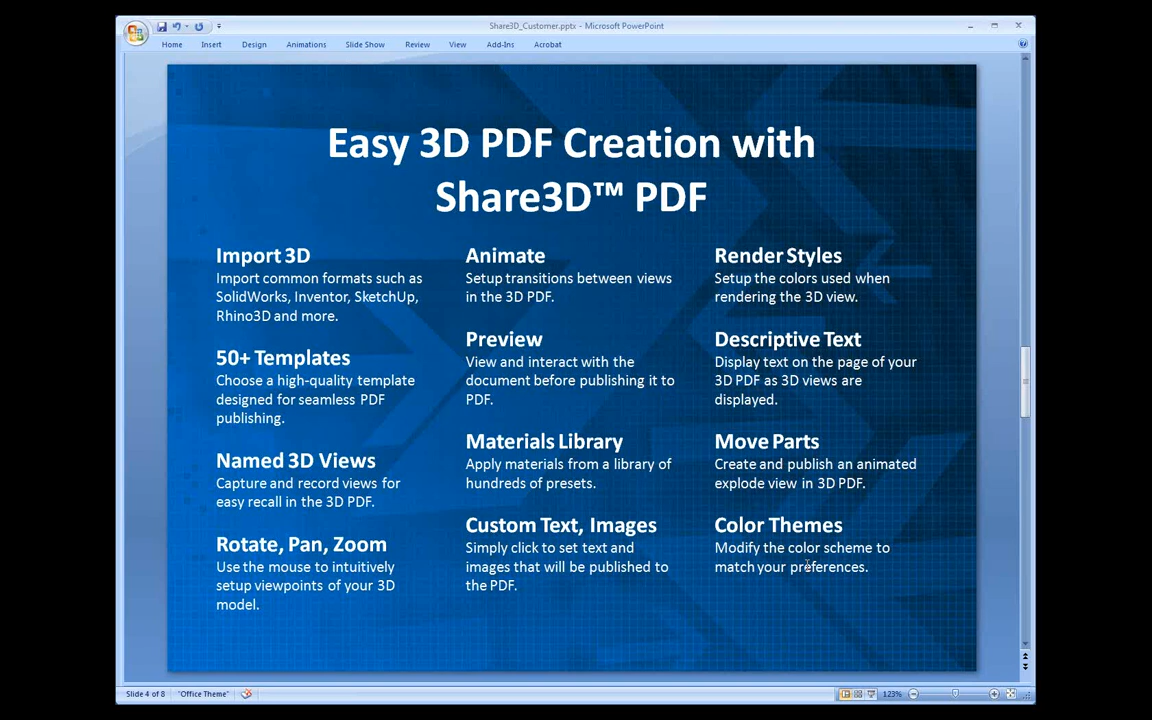 Share3D_Customer.pptx - Microsoft PowerPoint
Home Insert Design Animations Slide Show Review View Add-Ins Acrobat
Easy 3D PDF Creation with
Share3D™ PDF
Import 3D
Import common formats such as
SolidWorks, Inventor, SketchUp,
Rhino3D and more.
50+ Templates
Choose a high-quality template
designed for seamless PDF
publishing.
Named 3D Views
Capture and record views for
easy recall in the 3D PDF.
Rotate, Pan, Zoom
Use the mouse to intuitively
setup viewpoints of your 3D
model.
Animate
Setup transitions between views
in the 3D PDF.
Preview
View and interact with the
document before publishing it to
PDF.
Materials Library
Apply materials from a library of
hundreds of presets.
Custom Text, Images
Simply click to set text and
images that will be published to
the PDF.
Render Styles
Setup the colors used when
rendering the 3D view.
Descriptive Text
Display text on the page of your
3D PDF as 3D views are
displayed.
Move Parts
Create and publish an animated
explode view in 3D PDF.
Color Themes
Modify the color scheme to
match your preferences.
Slide 4 of 8 "Office Theme" 123%